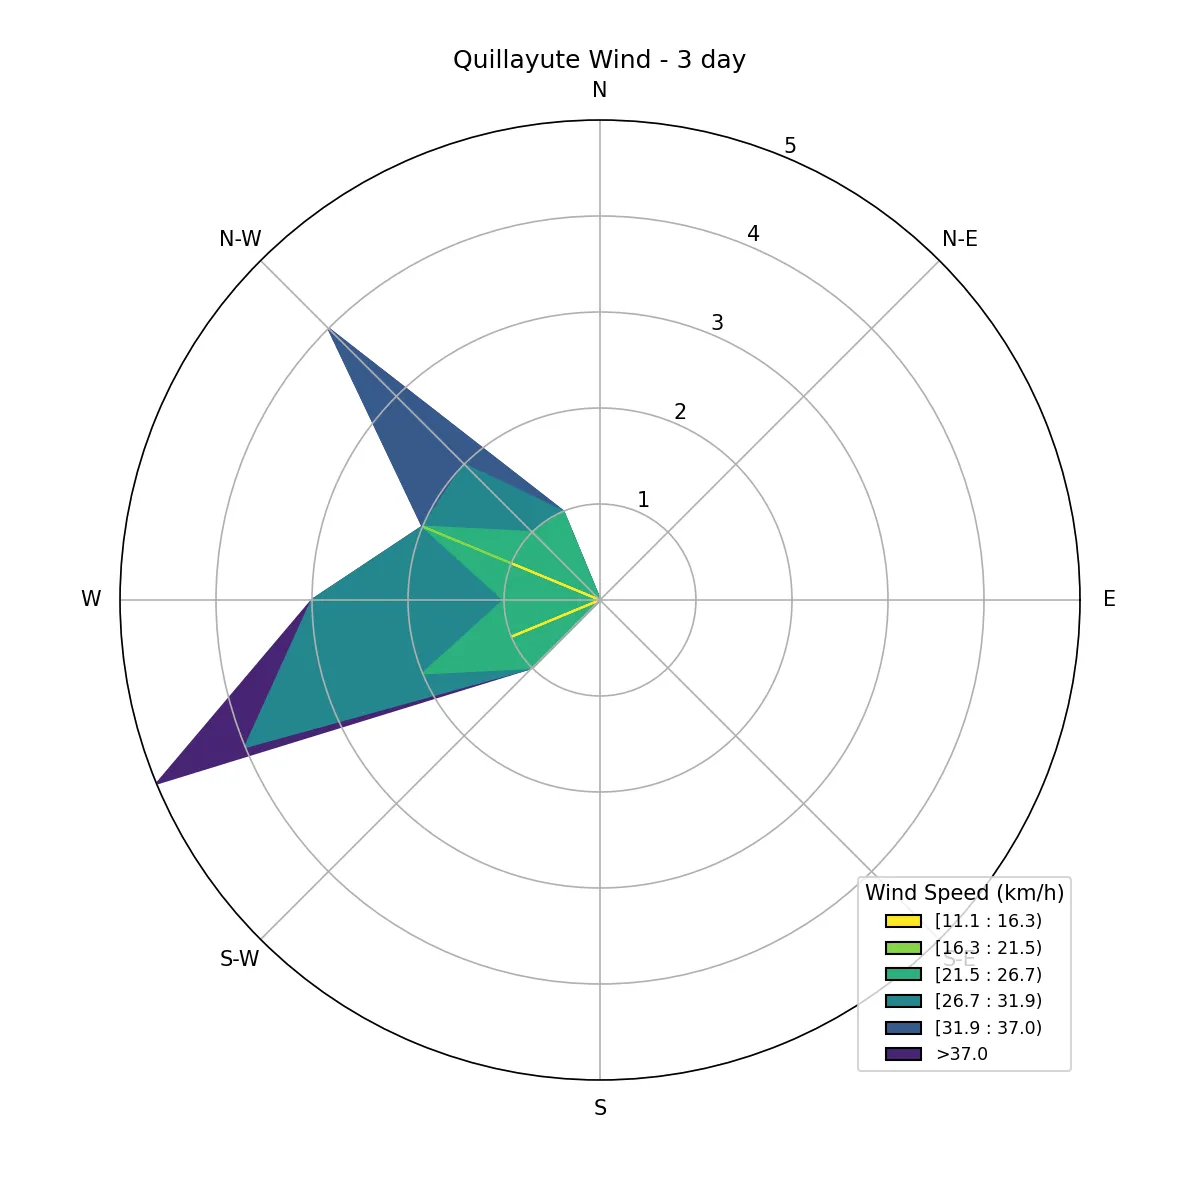 Quillayute Wind - 3 day
N
5
N-W
4
N-E
3
2
1
W
E
Wind Speed (km/h)
[11.1 : 16.3)
[16.3 : 21.5)
S-W
S-E
[21.5 : 26.7)
[26.7 : 31.9)
[31.9 : 37.0)
>37.0
S